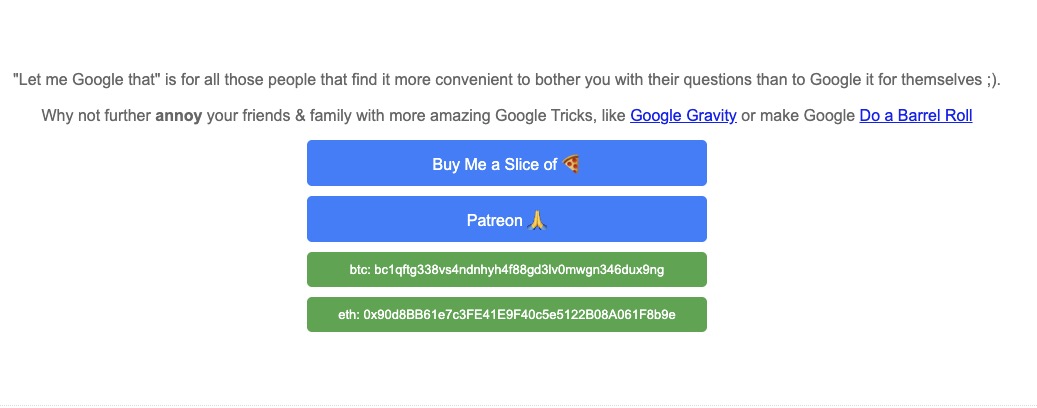 "Let me Google that" is for all those people that find it more convenient to bother you with their questions than to Google it for themselves ;).
Why not further annoy your friends & family with more amazing Google Tricks, like Google Gravity or make Google Do a Barrel Roll
Buy Me a Slice of 🍕
Patreon 🙏
btc: bc1qftg338vs4ndnhyh4f88gd3lv0mwgn346dux9ng
eth: 0x90d8BB61e7c3FE41E9F40c5e5122B08A061F8b9e